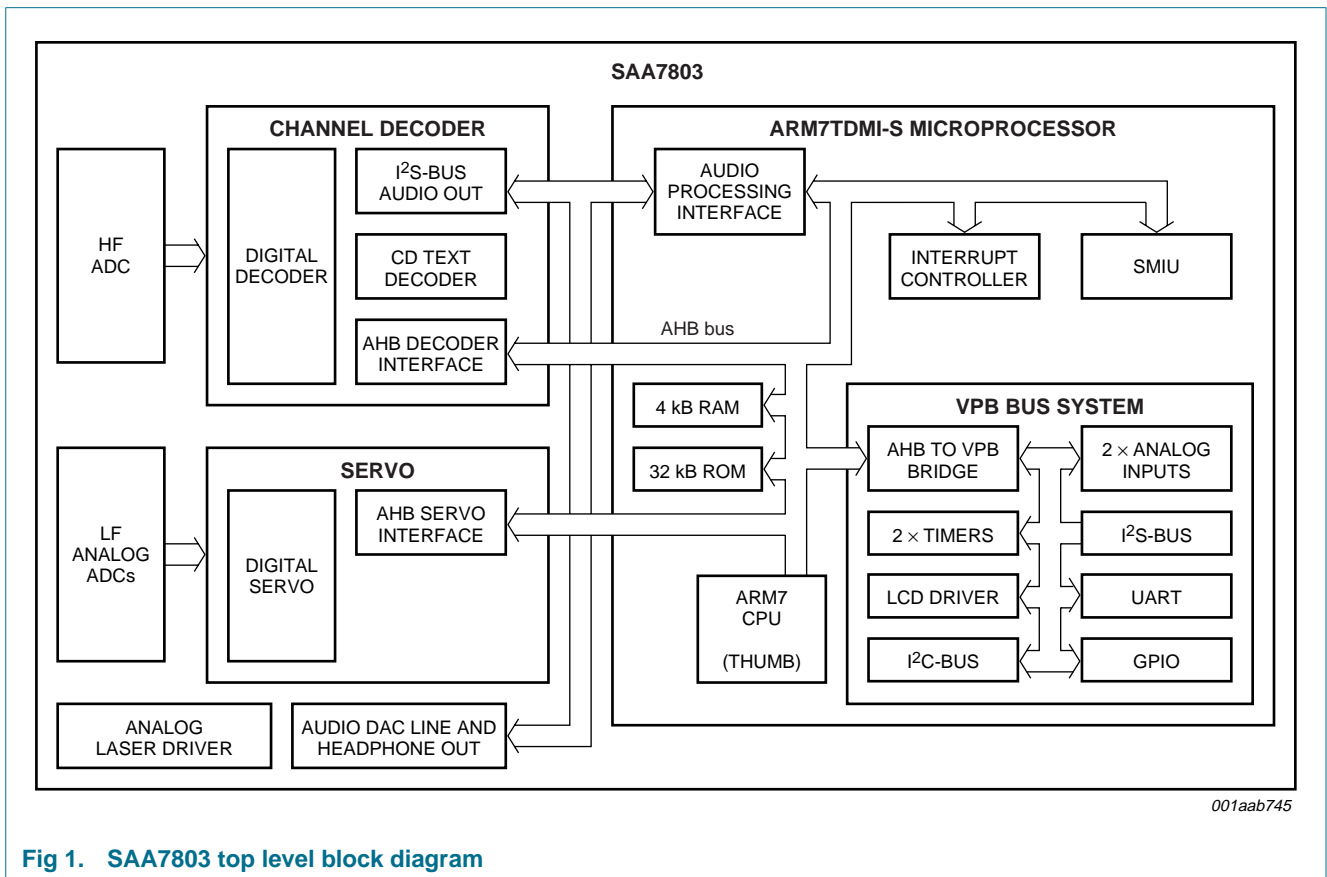 SAA7803
CHANNEL DECODER
HF
ADC
DIGITAL
DECODER
I2S-BUS
AUDIO OUT
CD TEXT
DECODER
AHB DECODER
INTERFACE
ARM7TDMI-S MICROPROCESSOR
AUDIO
PROCESSING
INTERFACE
INTERRUPT
CONTROLLER
SMIU
AHB bus
4 kB RAM
32 kB ROM
ARM7
CPU
(THUMB)
VPB BUS SYSTEM
AHB TO VPB
BRIDGE
2 × ANALOG
INPUTS
2 × TIMERS
I2S-BUS
LCD DRIVER
UART
I2C-BUS
GPIO
SERVO
LF
ANALOG
ADCs
DIGITAL
SERVO
AHB SERVO
INTERFACE
ANALOG
LASER DRIVER
AUDIO DAC LINE AND
HEADPHONE OUT
001aab745
Fig 1. SAA7803 top level block diagram